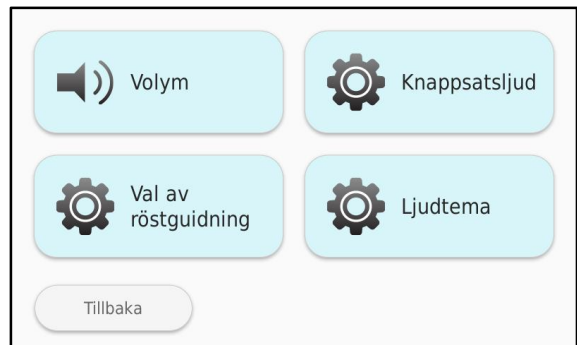 Volym
Knappsatsljud
Val av
röstguidning
Ljudtema
Tillbaka